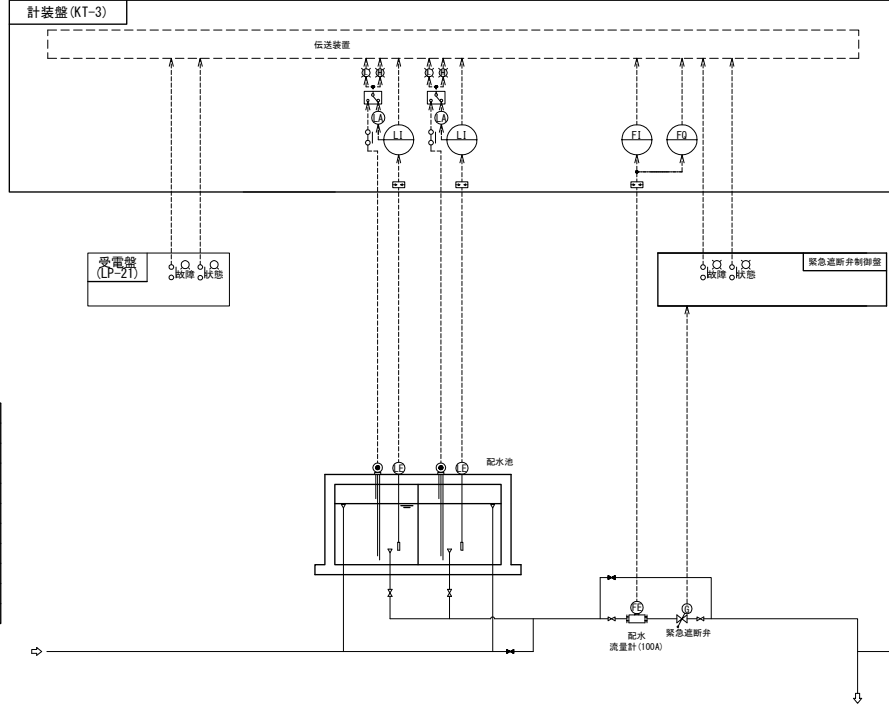 計装盤(KT-3)
伝送装置
L H L H
LA LA
LI LI FI FQ
受電盤
(LP-21)
故障 状態
緊急遮断弁制御盤
故障 状態
LE LE 配水池
FE G
配水
流量計(100A)
緊急遮断弁